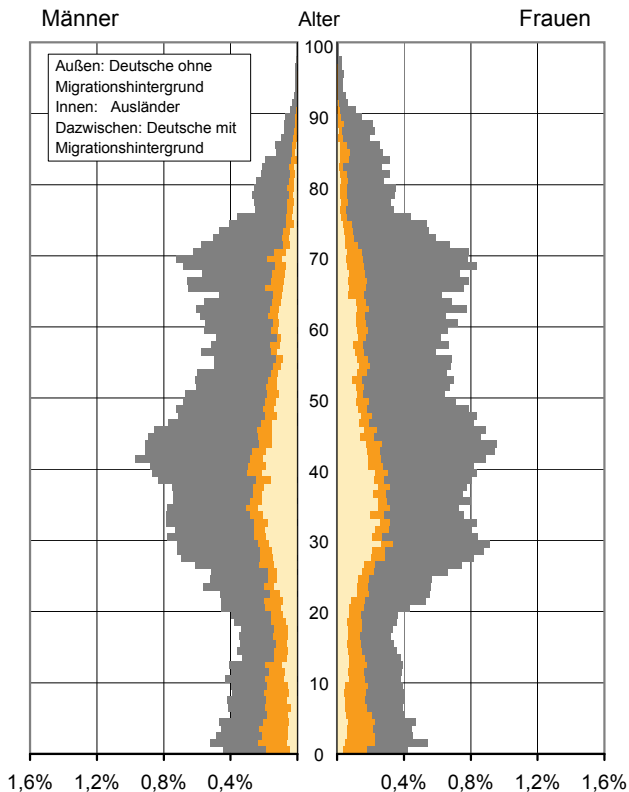 Männer
Alter
Frauen
Außen: Deutsche ohne
Migrationshintergrund
Innen: Ausländer
Dazwischen: Deutsche mit
Migrationshintergrund
100
90
80
70
60
50
40
30
20
10
0
1,6% 1,2% 0,8% 0,4% 0,4% 0,8% 1,2% 1,6%